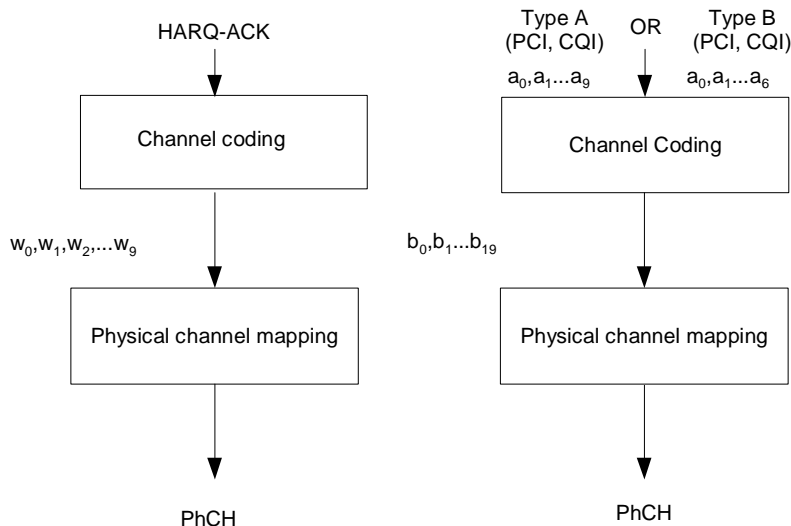 HARQ-ACK
Channel coding
w₀,w₁,w₂,...w₉
Physical channel mapping
PhCH
Type A
(PCI, CQI)
OR
Type B
(PCI, CQI)
a₀,a₁...a₉
a₀,a₁...a₆
Channel Coding
b₀,b₁...b₁₉
Physical channel mapping
PhCH